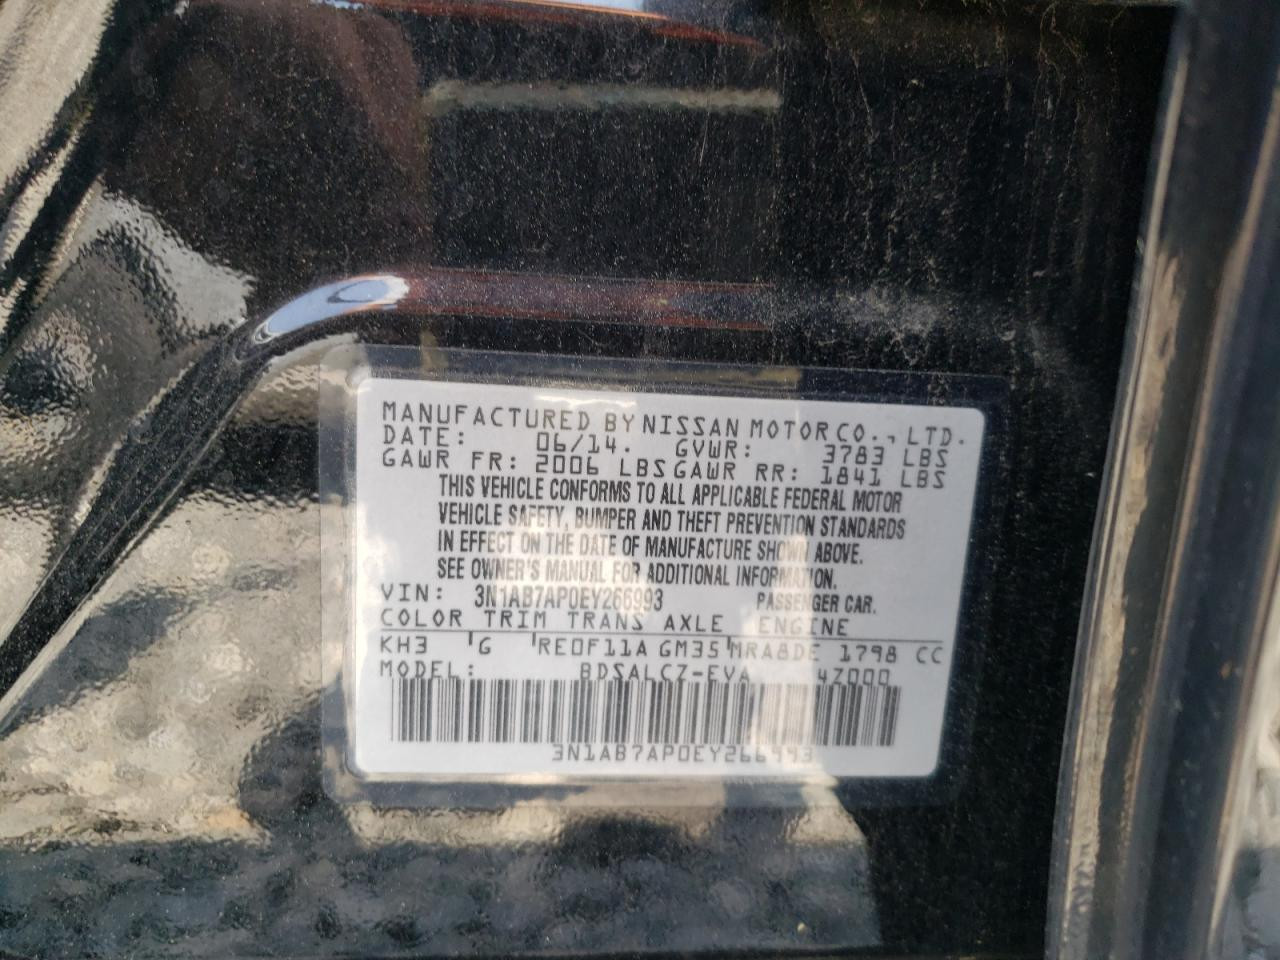 MANUFACTURED BY NISSAN MOTOR CO., LTD.
DATE: 06/14. GVWR: 3783 LBS
GAWR FR: 2006 LBS GAWR RR: 1841 LBS
THIS VEHICLE CONFORMS TO ALL APPLICABLE FEDERAL MOTOR
VEHICLE SAFETY, BUMPER AND THEFT PREVENTION STANDARDS
IN EFFECT ON THE DATE OF MANUFACTURE SHOWN ABOVE.
SEE OWNER'S MANUAL FOR ADDITIONAL INFORMATION.
VIN: 3N1AB7AP0EY266993 PASSENGER CAR.
COLOR TRIM TRANS AXLE ENGINE
KH3 G RE0F11A GM35 MRA8DE 1798 CC
MODEL: BDSALCZ-EVA 47000
3N1AB7AP0EY266993